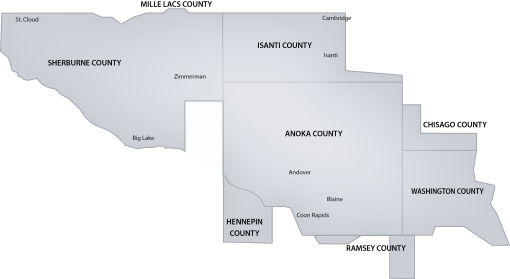 MILLE LACS COUNTY
St. Cloud
Cambridge
ISANTI COUNTY
Isanti
SHERBURNE COUNTY
Zimmerman
CHISAGO COUNTY
ANOKA COUNTY
Big Lake
Andover
WASHINGTON COUNTY
Blaine
Coon Rapids
HENNEPIN
COUNTY
RAMSEY COUNTY